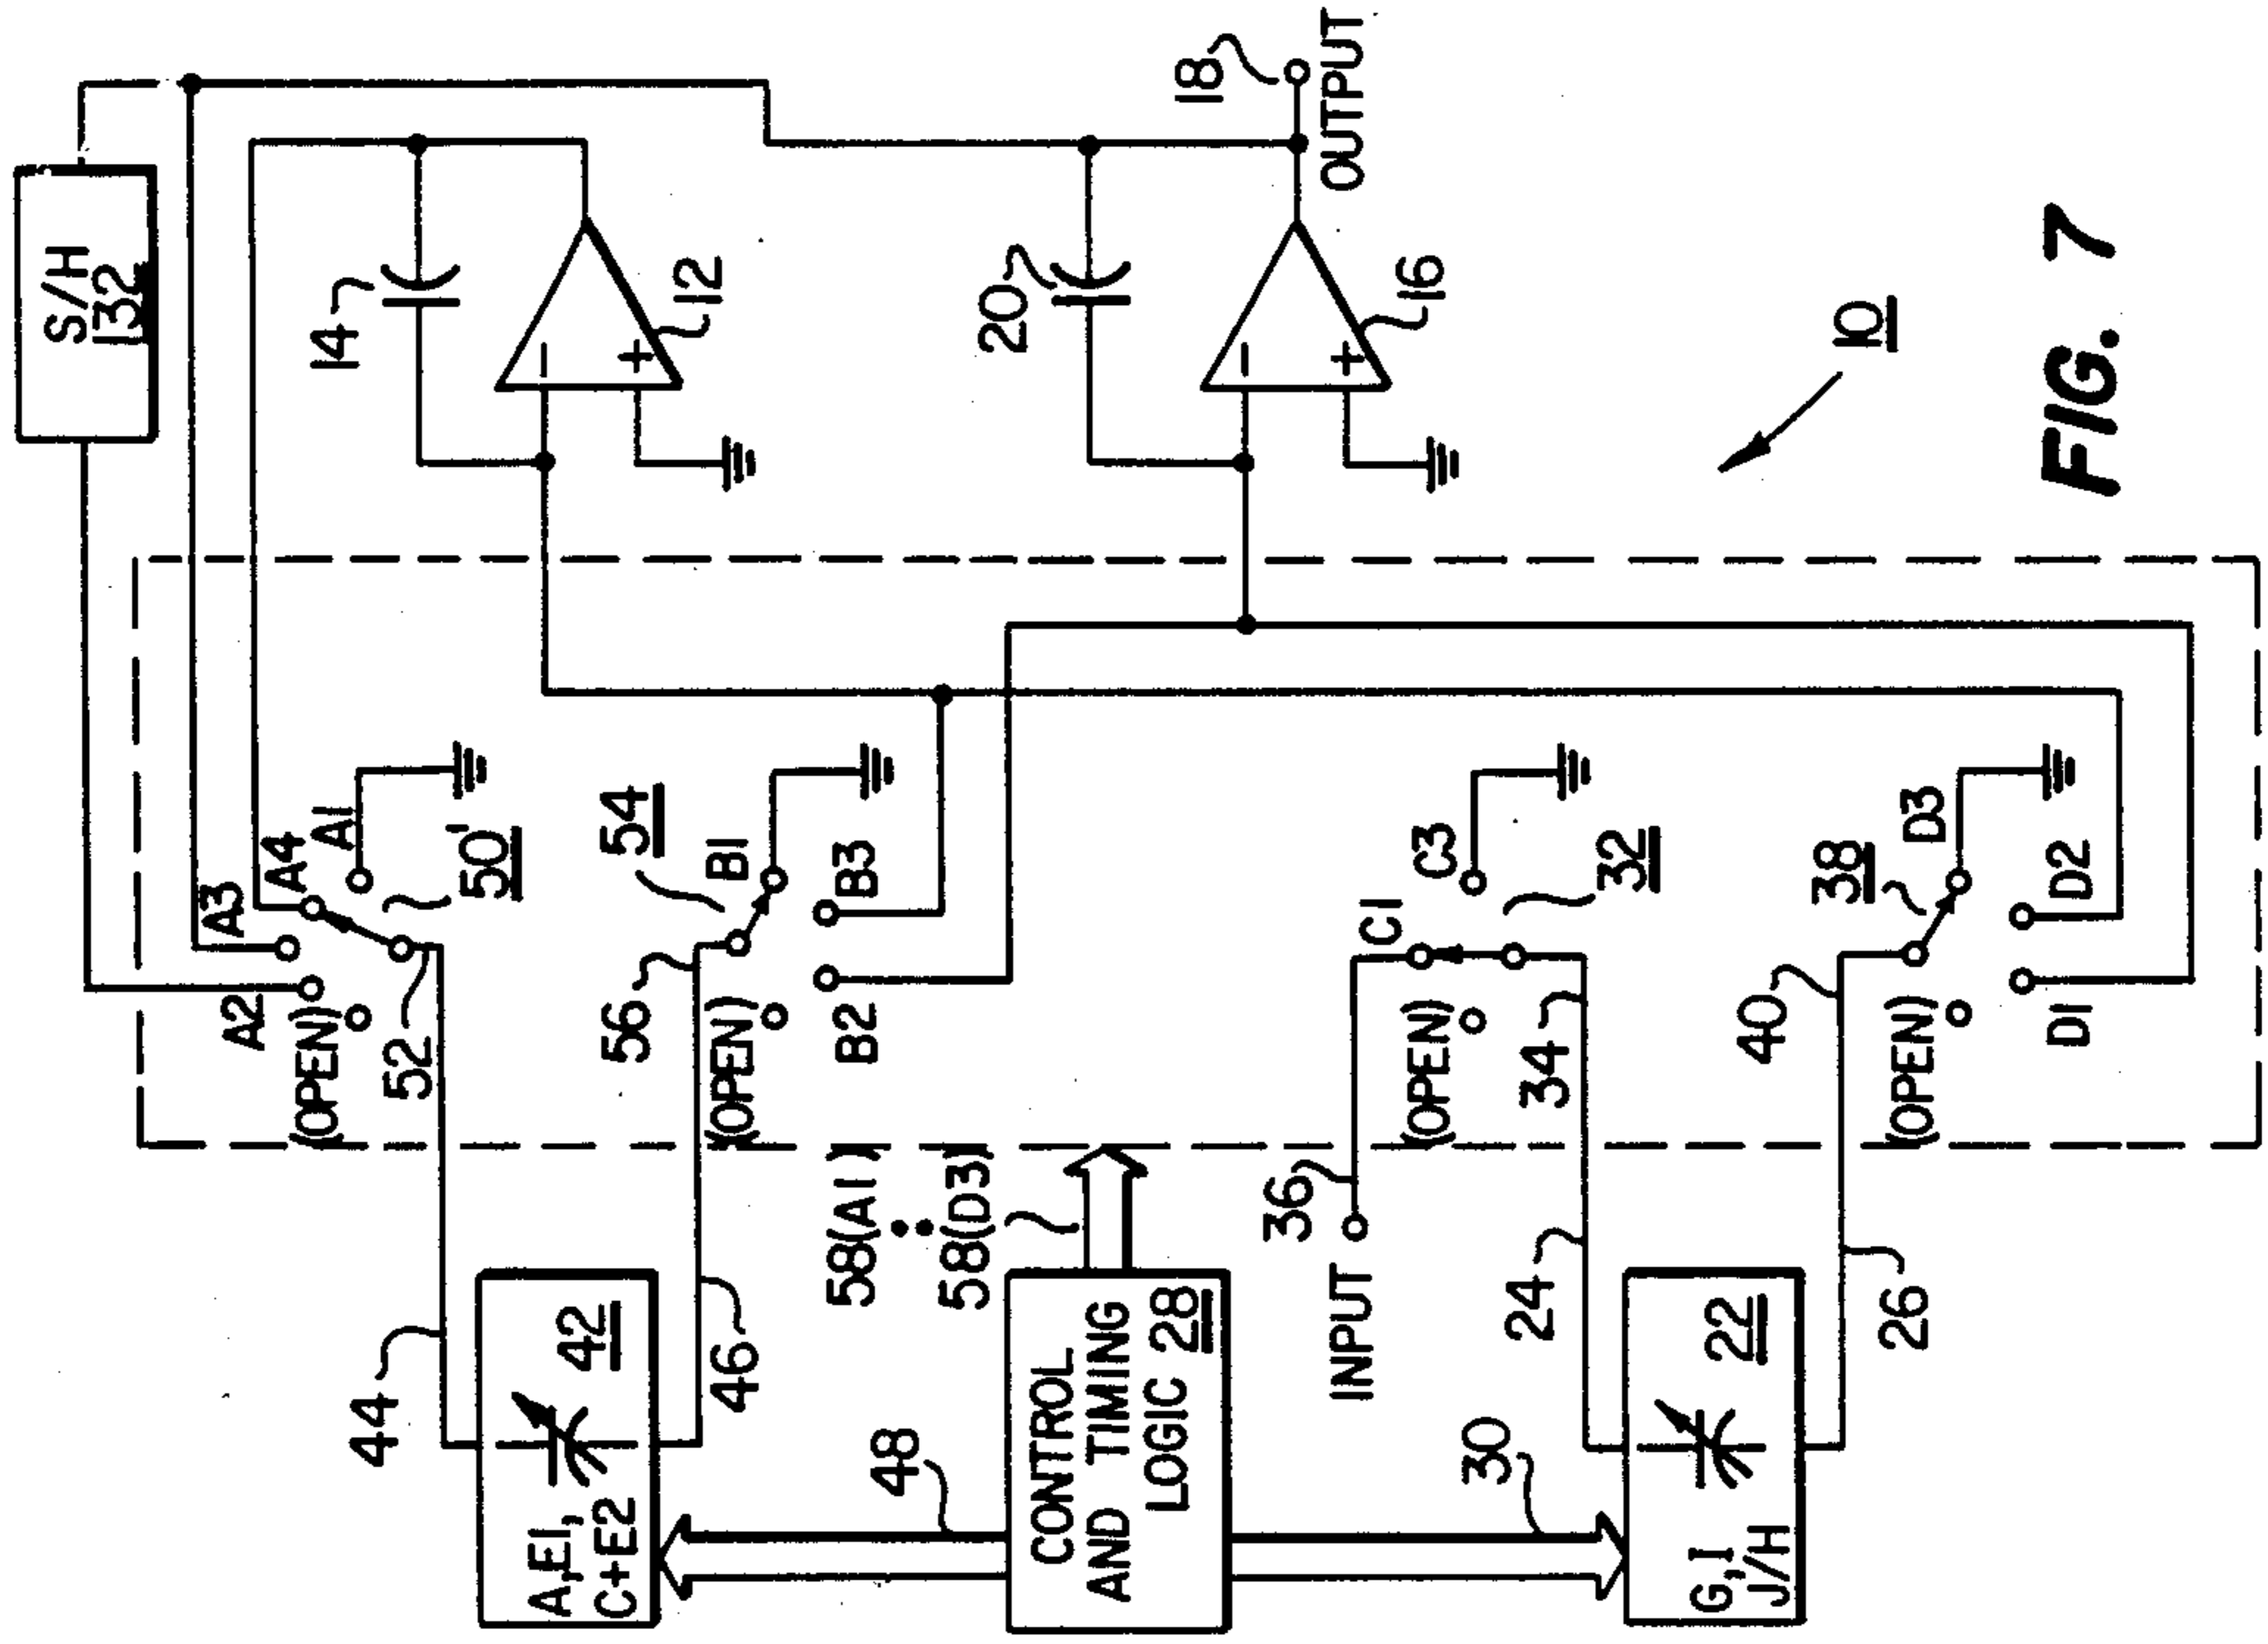 S/H
132
14
12
20
16
18
OUTPUT
A3
A4
A1
50'
A2
(OPEN)
52
54
B1
56
B3
(OPEN)
B2
C3
C1
32
(OPEN)
34
38
D3
40
D2
(OPEN)
D1
44
42
A, E1,
C+E2
46
48
58(A1)
58(D3)
CONTROL
AND TIMING
LOGIC 28
36
INPUT
24
30
22
G, I
J/H
26
10
FIG. 7